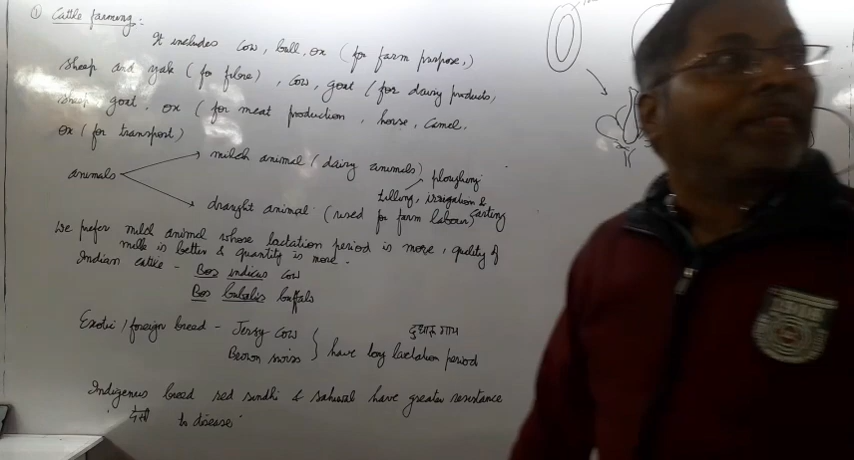 ① Cattle farming:
It includes cow, bull, ox (for farm purpose,)
sheep and yak (for fibre), cow, goat (for dairy products,
sheep, goat, ox (for meat production, horse, camel,
ox (for transport)
animals
milch animal (dairy animals)
ploughing
tilling, irrigation &
draught animal (used for farm labour) carting
We prefer milch animal whose lactation period is more, quality of
milk is better & quantity is more.
Indian cattle - Bos indicus cow
Bos bubalis buffalo
Exotic / foreign breed - Jersy cow
दुधारू गाय
Brown swiss } have long lactation period
Indigenus breed red sindhi & sahiwal have greater resistance
देसी
to disease